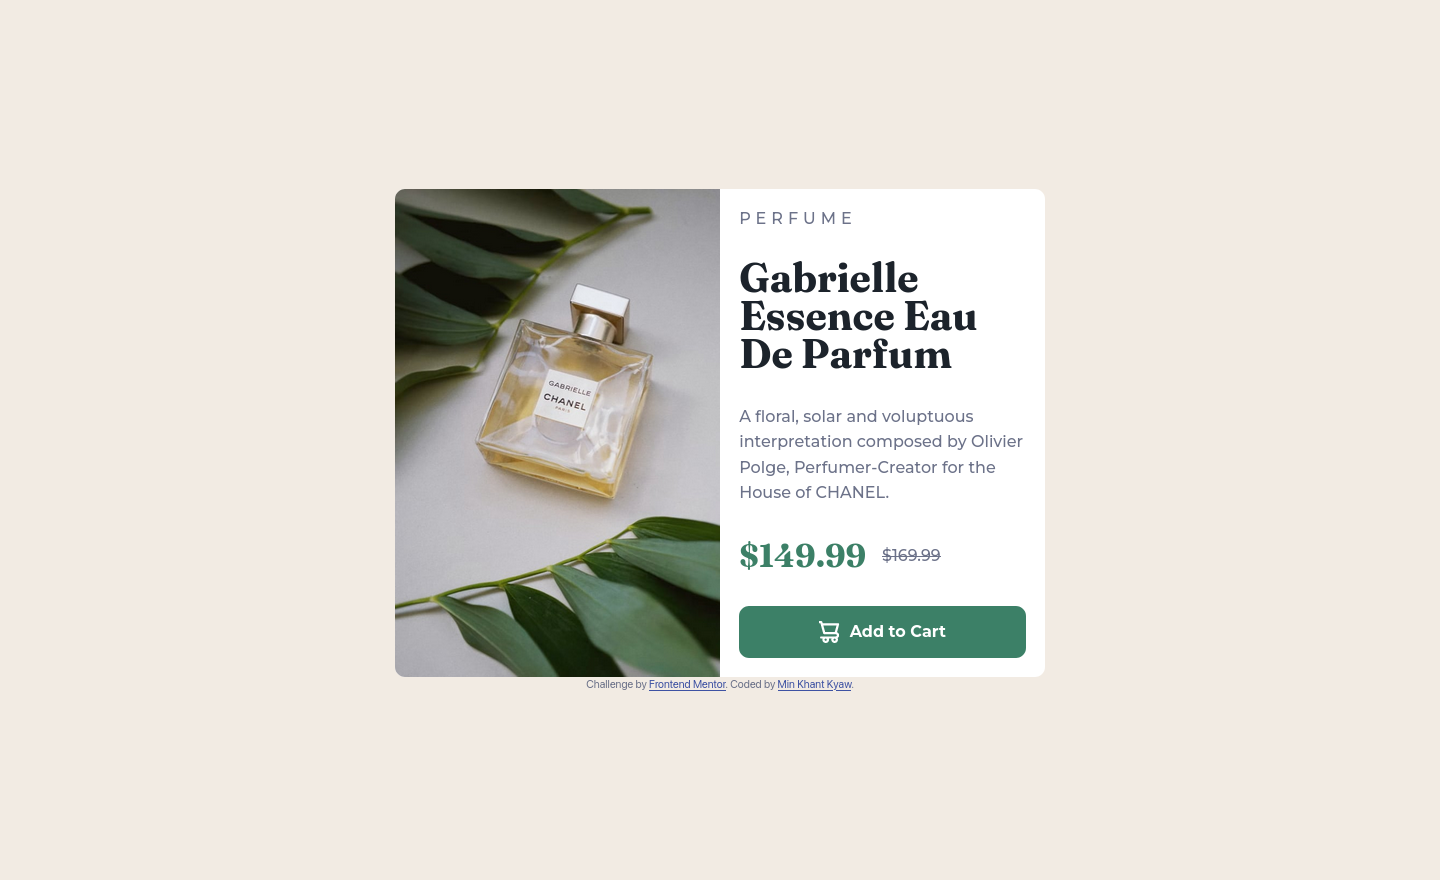 PERFUME
Gabrielle
Essence Eau
De Parfum
GABRIELLE
CHANEL
PARIS
A floral, solar and voluptuous
interpretation composed by Olivier
Polge, Perfumer-Creator for the
House of CHANEL.
$149.99 $169.99
Add to Cart
Challenge by Frontend Mentor. Coded by Min Khant Kyaw.